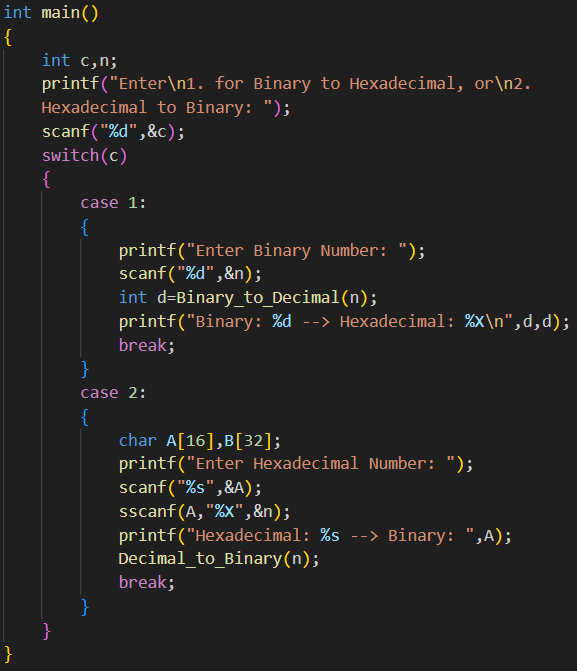 int main()
{
    int c,n;
    printf("Enter\n1. for Binary to Hexadecimal, or\n2.
    Hexadecimal to Binary: ");
    scanf("%d",&c);
    switch(c)
    {
        case 1:
        {
            printf("Enter Binary Number: ");
            scanf("%d",&n);
            int d=Binary_to_Decimal(n);
            printf("Binary: %d --> Hexadecimal: %X\n",d,d);
            break;
        }
        case 2:
        {
            char A[16],B[32];
            printf("Enter Hexadecimal Number: ");
            scanf("%s",&A);
            sscanf(A,"%X",&n);
            printf("Hexadecimal: %s --> Binary: ",A);
            Decimal_to_Binary(n);
            break;
        }
    }
}